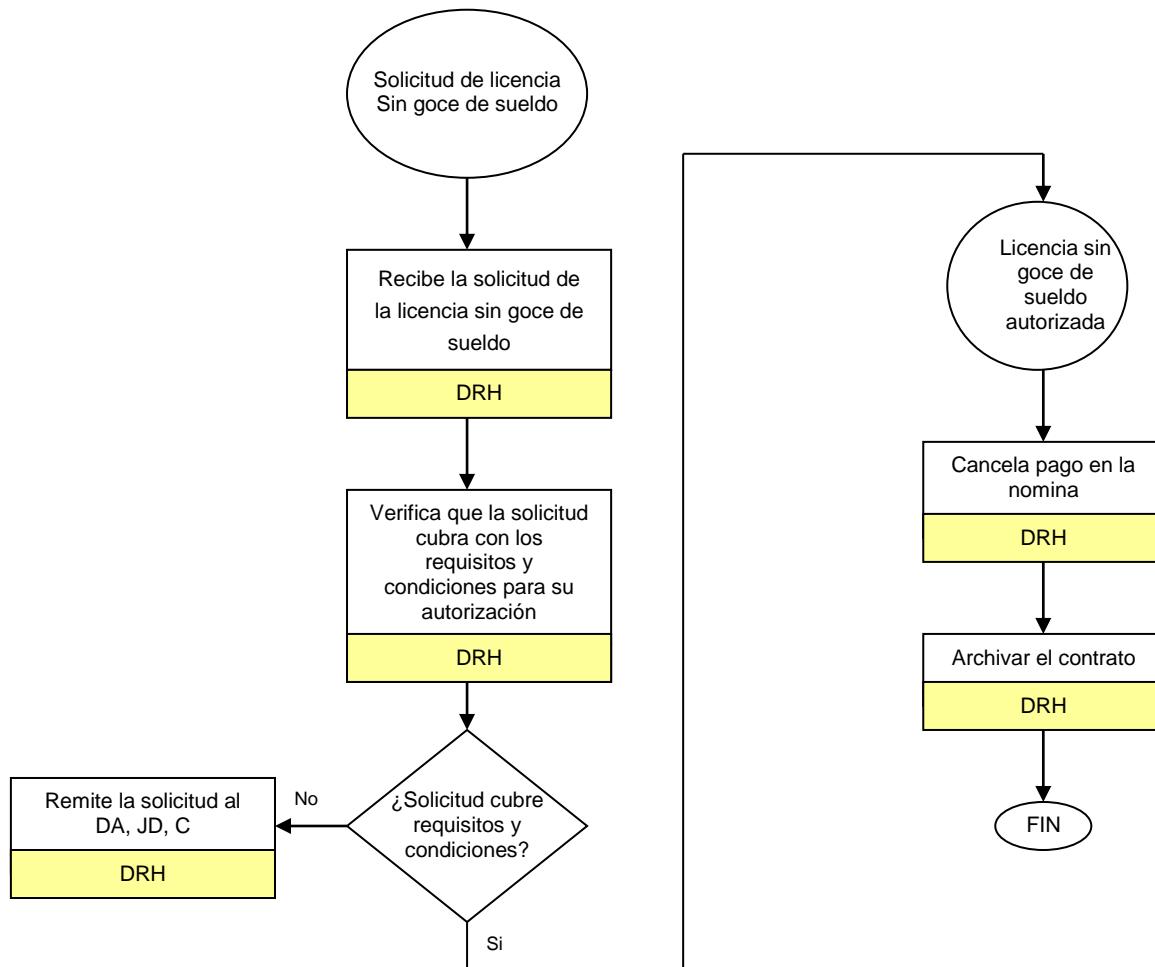 Solicitud de licencia
Sin goce de sueldo
Recibe la solicitud de
la licencia sin goce de
sueldo
DRH
Verifica que la solicitud
cubra con los
requisitos y
condiciones para su
autorización
DRH
¿Solicitud cubre
requisitos y
condiciones?
No
Remite la solicitud al
DA, JD, C
DRH
Si
Licencia sin
goce de
sueldo
autorizada
Cancela pago en la
nomina
DRH
Archivar el contrato
DRH
FIN